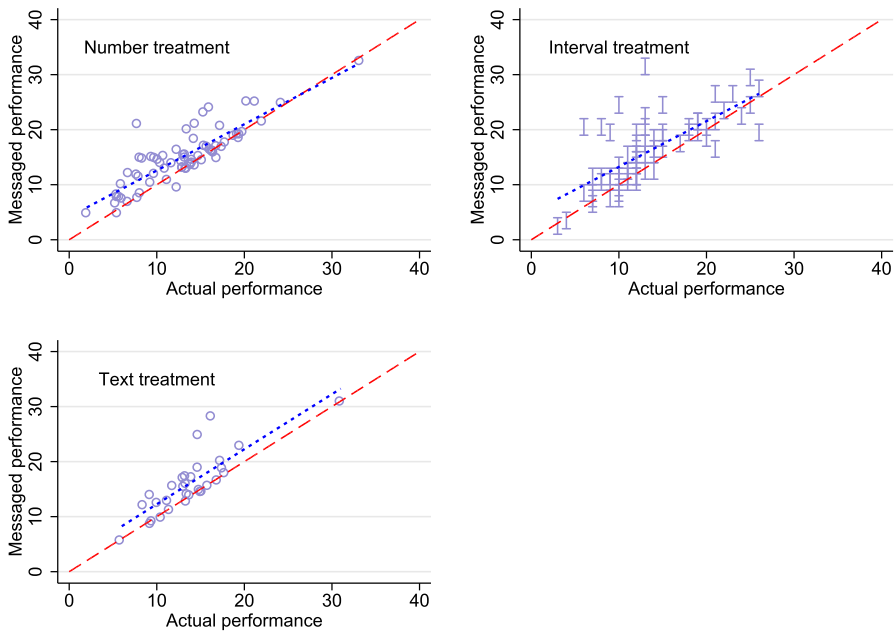 Number treatment
Messaged performance
0 10 20 30 40
0 10 20 30 40
Actual performance
Interval treatment
Messaged performance
0 10 20 30 40
0 10 20 30 40
Actual performance
Text treatment
Messaged performance
0 10 20 30 40
0 10 20 30 40
Actual performance